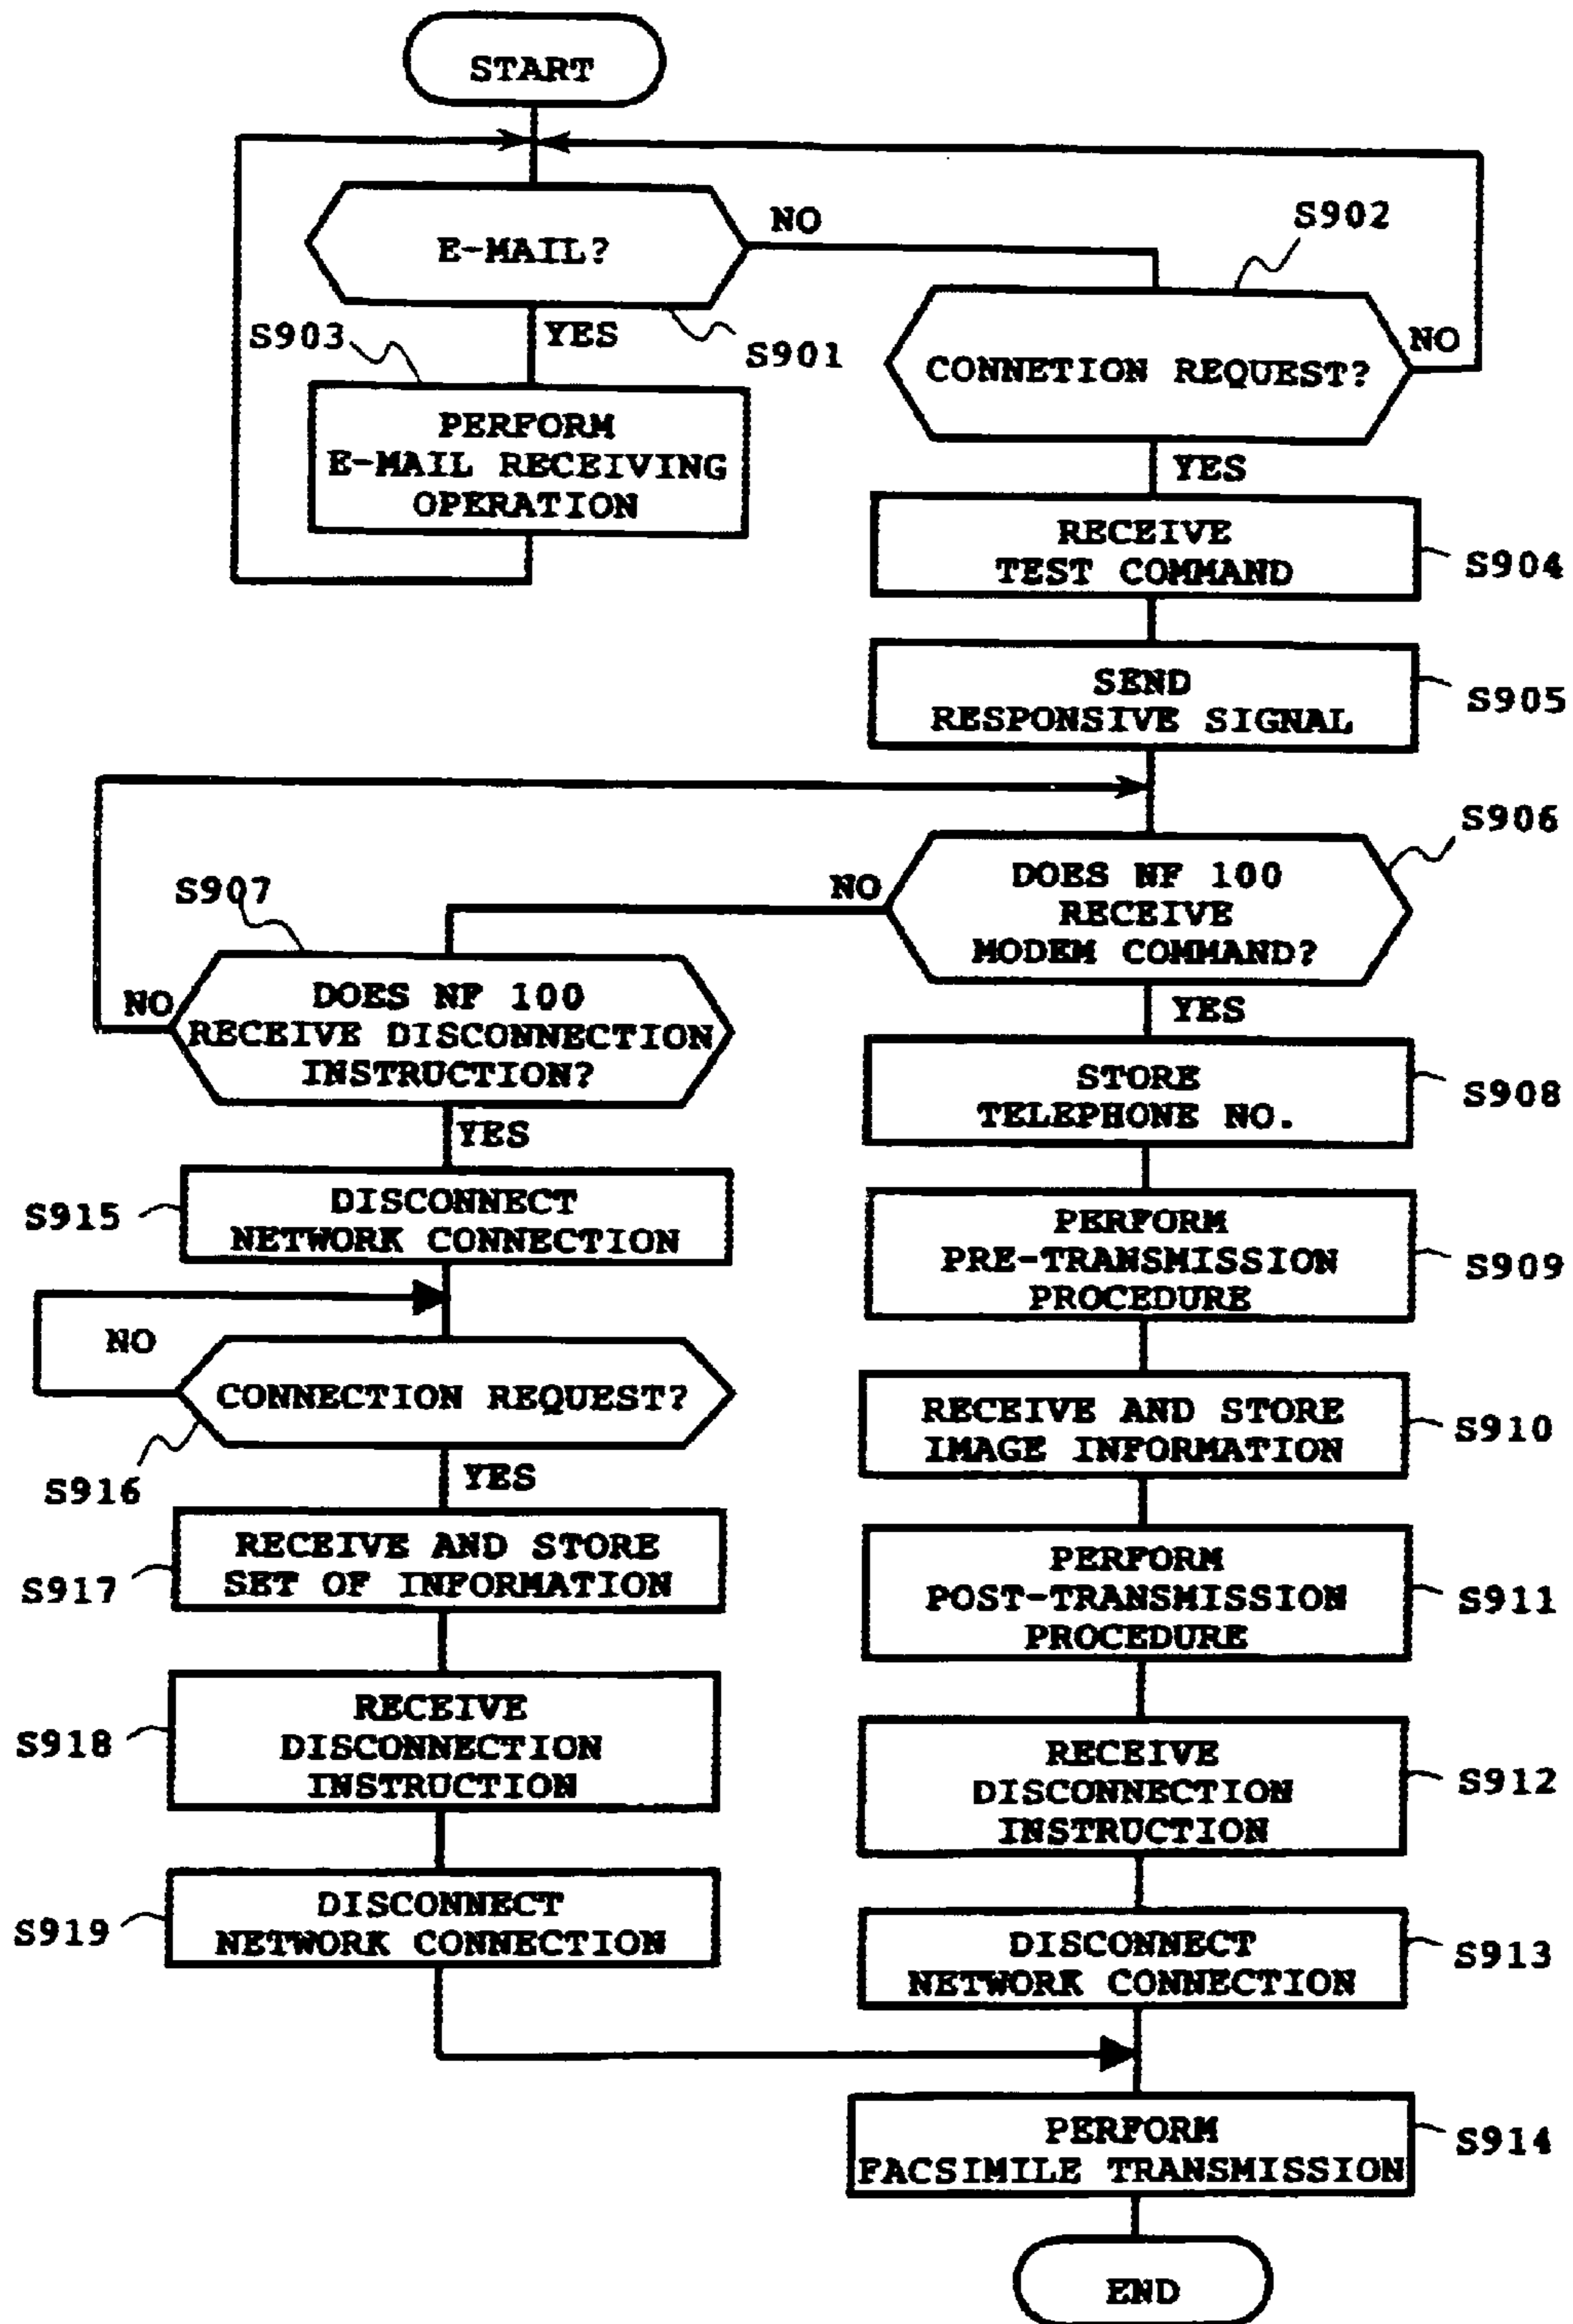 START
E-MAIL?
NO
S902
YES
S901
S903
CONNETION REQUEST?
NO
PERFORM
E-MAIL RECEIVING
OPERATION
YES
RECEIVE
TEST COMMAND
S904
SEND
RESPONSIVE SIGNAL
S905
S906
DOES NF 100
RECEIVE
MODEM COMMAND?
NO
S907
DOES NF 100
RECEIVE DISCONNECTION
INSTRUCTION?
NO
YES
STORE
TELEPHONE NO.
S908
YES
DISCONNECT
NETWORK CONNECTION
S915
PERFORM
PRE-TRANSMISSION
PROCEDURE
S909
NO
CONNECTION REQUEST?
S916
YES
RECEIVE AND STORE
IMAGE INFORMATION
S910
RECEIVE AND STORE
SET OF INFORMATION
S917
PERFORM
POST-TRANSMISSION
PROCEDURE
S911
RECEIVE
DISCONNECTION
INSTRUCTION
S918
RECEIVE
DISCONNECTION
INSTRUCTION
S912
DISCONNECT
NETWORK CONNECTION
S919
DISCONNECT
NETWORK CONNECTION
S913
PERFORM
FACSIMILE TRANSMISSION
S914
END